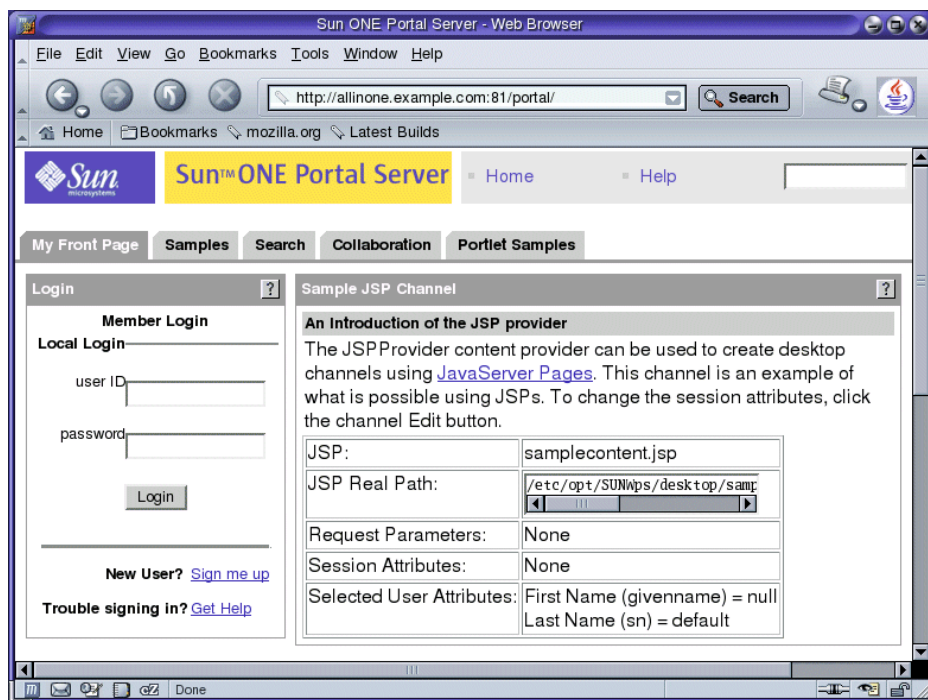 Sun ONE Portal Server - Web Browser
File Edit View Go Bookmarks Tools Window Help
http://allinone.example.com:81/portal/
Search
Home Bookmarks mozilla.org Latest Builds
Sun microsystems
Sun™ ONE Portal Server
Home Help
My Front Page Samples Search Collaboration Portlet Samples
Login ?
Member Login
Local Login
user ID
password
Login
New User? Sign me up
Trouble signing in? Get Help
Sample JSP Channel ?
An Introduction of the JSP provider
The JSPProvider content provider can be used to create desktop
channels using JavaServer Pages. This channel is an example of
what is possible using JSPs. To change the session attributes, click
the channel Edit button.
JSP: samplecontent.jsp
JSP Real Path: /etc/opt/SUNWps/desktop/samp
Request Parameters: None
Session Attributes: None
Selected User Attributes: First Name (givenname) = null
Last Name (sn) = default
Done